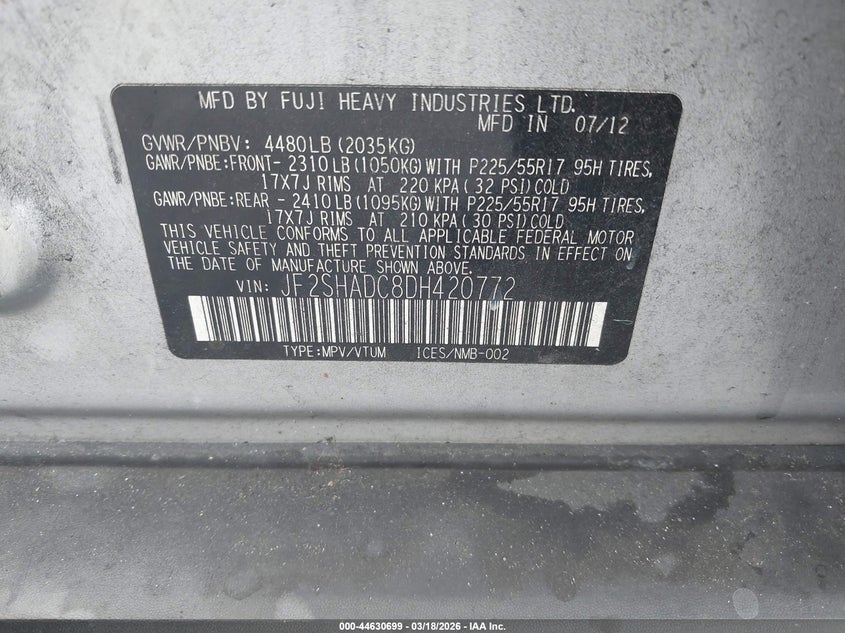 MFD BY FUJI HEAVY INDUSTRIES LTD.
MFD IN 07/12
GVWR/PNBV: 4480LB (2035KG)
GAWR/PNBE:FRONT- 2310LB (1050KG) WITH P225/55R17 95H TIRES,
17X7J RIMS AT 220 KPA (32 PSI) COLD
GAWR/PNBE:REAR - 2410LB (1095KG) WITH P225/55R17 95H TIRES,
17X7J RIMS AT 210 KPA (30 PSI) COLD
THIS VEHICLE CONFORMS TO ALL APPLICABLE FEDERAL MOTOR
VEHICLE SAFETY AND THEFT PREVENTION STANDARDS IN EFFECT ON
THE DATE OF MANUFACTURE SHOWN ABOVE.
VIN: JF2SHADC8DH420772
TYPE:MPV/VTUM ICES/NMB-002
000-44630699 — 03/18/2026 — IAA Inc.